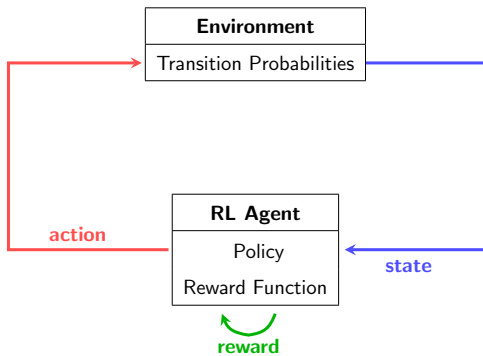 Environment
Transition Probabilities
RL Agent
action
Policy
state
Reward Function
reward